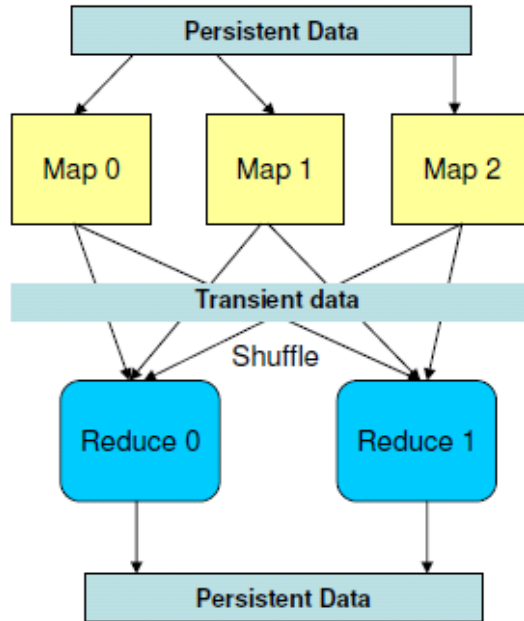 Persistent Data
Map 0
Map 1
Map 2
Transient data
Shuffle
Reduce 0
Reduce 1
Persistent Data